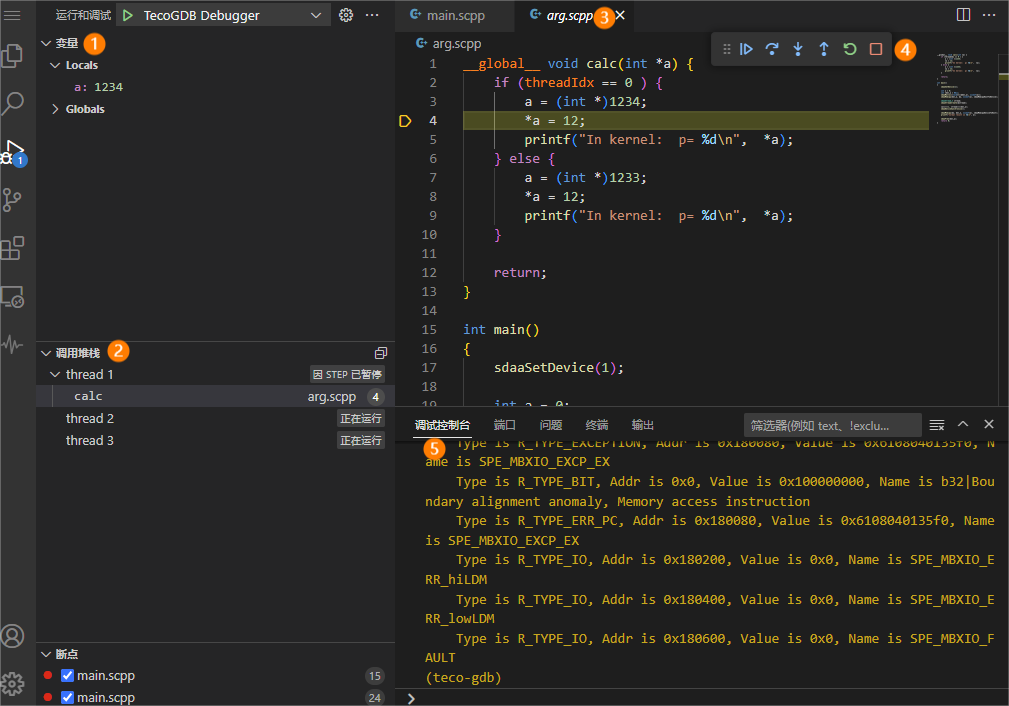 运行和调试 TecoGDB Debugger
main.scpp
arg.scpp 3
变量 1
Locals
a: 1234
Globals
1
调用堆栈 2
thread 1 因 STEP 已暂停
calc arg.scpp 4
thread 2 正在运行
thread 3 正在运行
断点
main.scpp 15
main.scpp 24
arg.scpp
4
1 __global__ void calc(int *a) {
2 if (threadIdx == 0 ) {
3 a = (int *)1234;
4 *a = 12;
5 printf("In kernel:  p= %d\n",  *a);
6 } else {
7 a = (int *)1233;
8 *a = 12;
9 printf("In kernel:  p= %d\n",  *a);
10 }
11
12 return;
13 }
14
15 int main()
16 {
17 sdaaSetDevice(1);
18
19 int a = 0;
调试控制台 端口 问题 终端 输出 筛选器(例如 text、!exclu...
5
Type is R_TYPE_EXCEPTION, Addr is 0x180080, Value is 0x6108040135f0, N
ame is SPE_MBXIO_EXCP_EX
Type is R_TYPE_BIT, Addr is 0x0, Value is 0x100000000, Name is b32|Bou
ndary alignment anomaly, Memory access instruction
Type is R_TYPE_ERR_PC, Addr is 0x180080, Value is 0x6108040135f0, Name
is SPE_MBXIO_EXCP_EX
Type is R_TYPE_IO, Addr is 0x180200, Value is 0x0, Name is SPE_MBXIO_E
RR_hiLDM
Type is R_TYPE_IO, Addr is 0x180400, Value is 0x0, Name is SPE_MBXIO_E
RR_lowLDM
Type is R_TYPE_IO, Addr is 0x180600, Value is 0x0, Name is SPE_MBXIO_F
AULT
(teco-gdb)